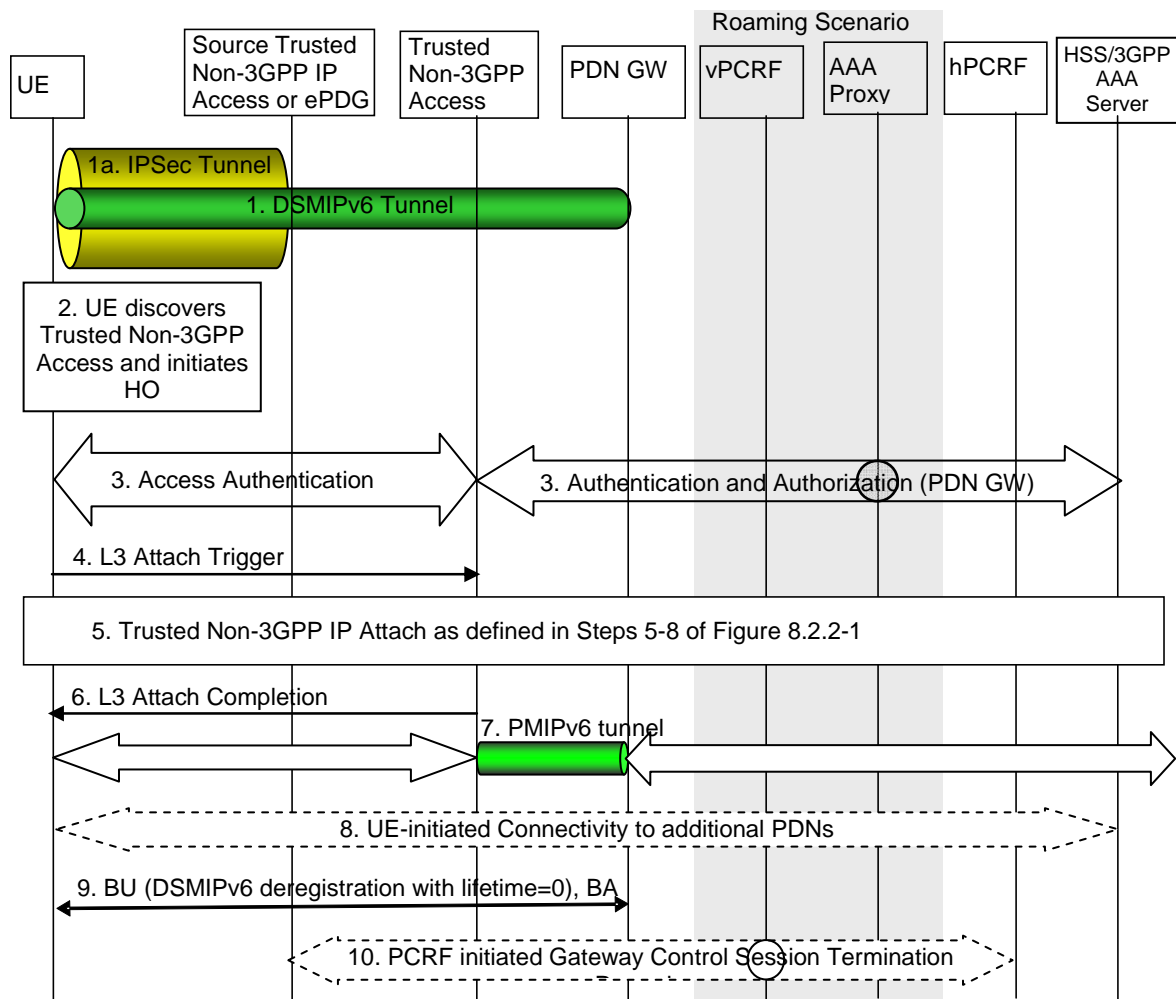 Roaming Scenario
UE
Source Trusted
Non-3GPP IP
Access or ePDG
Trusted
Non-3GPP
Access
PDN GW
vPCRF
AAA
Proxy
hPCRF
HSS/3GPP
AAA
Server
1a. IPSec Tunnel
1. DSMIPv6 Tunnel
2. UE discovers
Trusted Non-3GPP
Access and initiates
HO
3. Access Authentication
3. Authentication and Authorization (PDN GW)
4. L3 Attach Trigger
5. Trusted Non-3GPP IP Attach as defined in Steps 5-8 of Figure 8.2.2-1
6. L3 Attach Completion
7. PMIPv6 tunnel
8. UE-initiated Connectivity to additional PDNs
9. BU (DSMIPv6 deregistration with lifetime=0), BA
10. PCRF initiated Gateway Control Session Termination